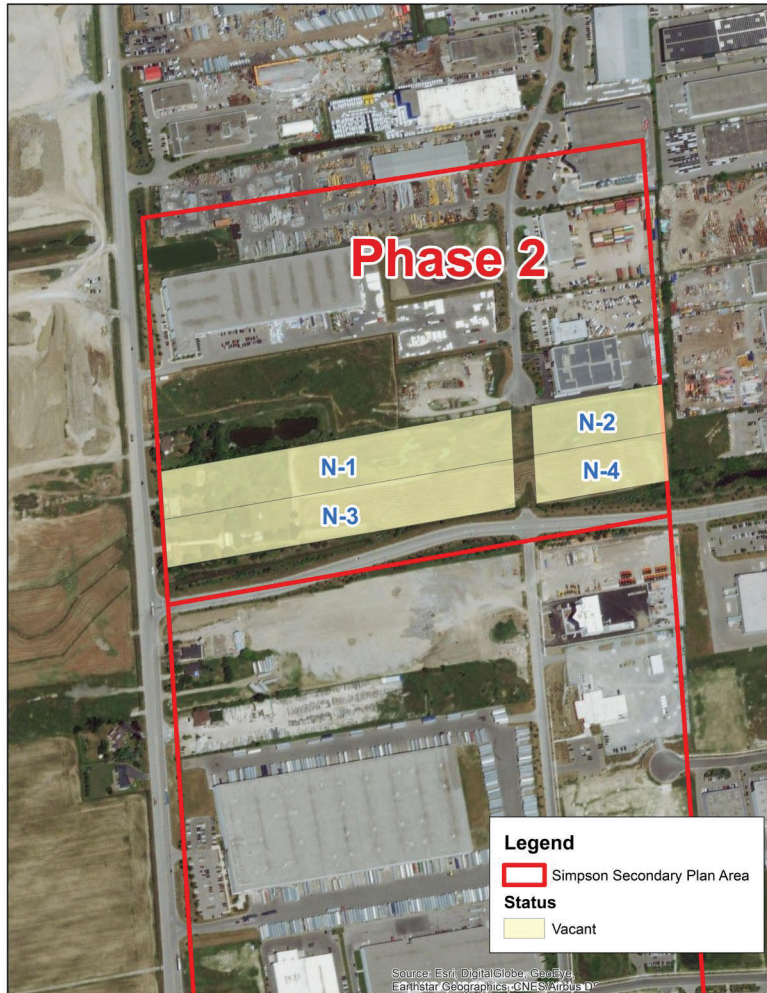 Phase 2
N-2
N-1
N-4
N-3
Legend
Simpson Secondary Plan Area
Status
Vacant
Source: Esri, DigitalGlobe, GeoEye,
Earthstar Geographics, CNES/Airbus